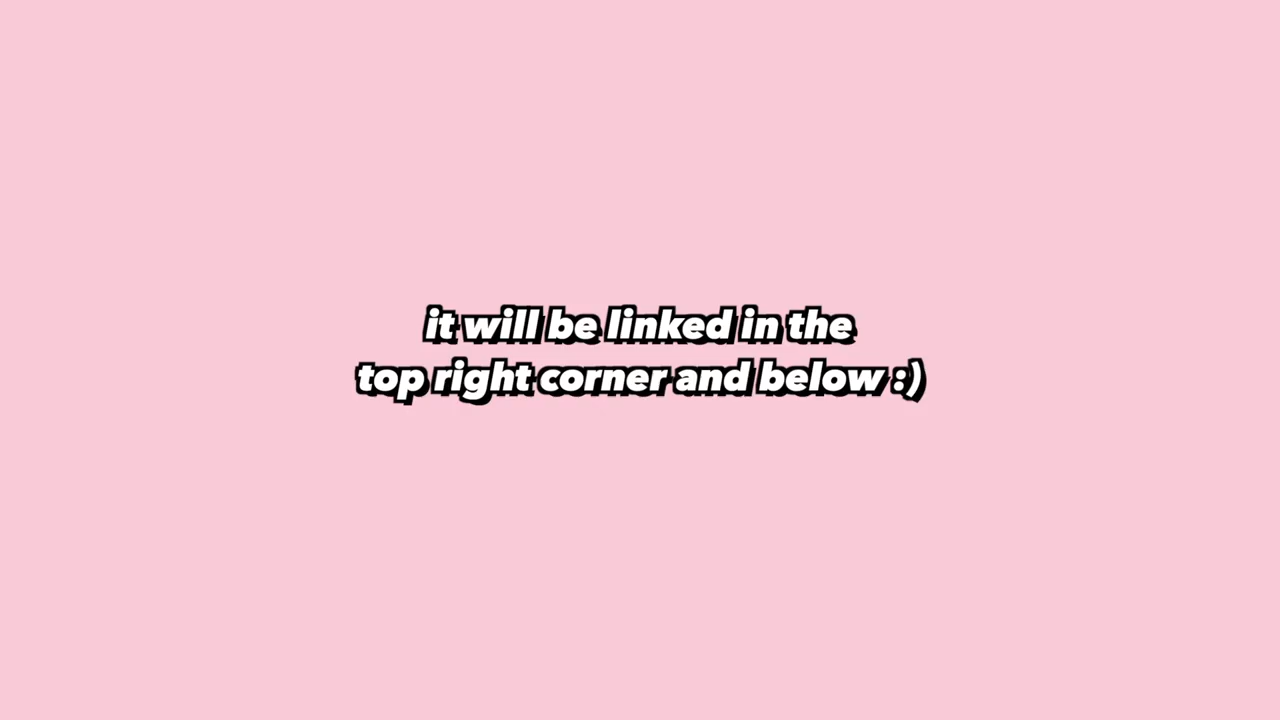 it will be linked in the
top right corner and below :)